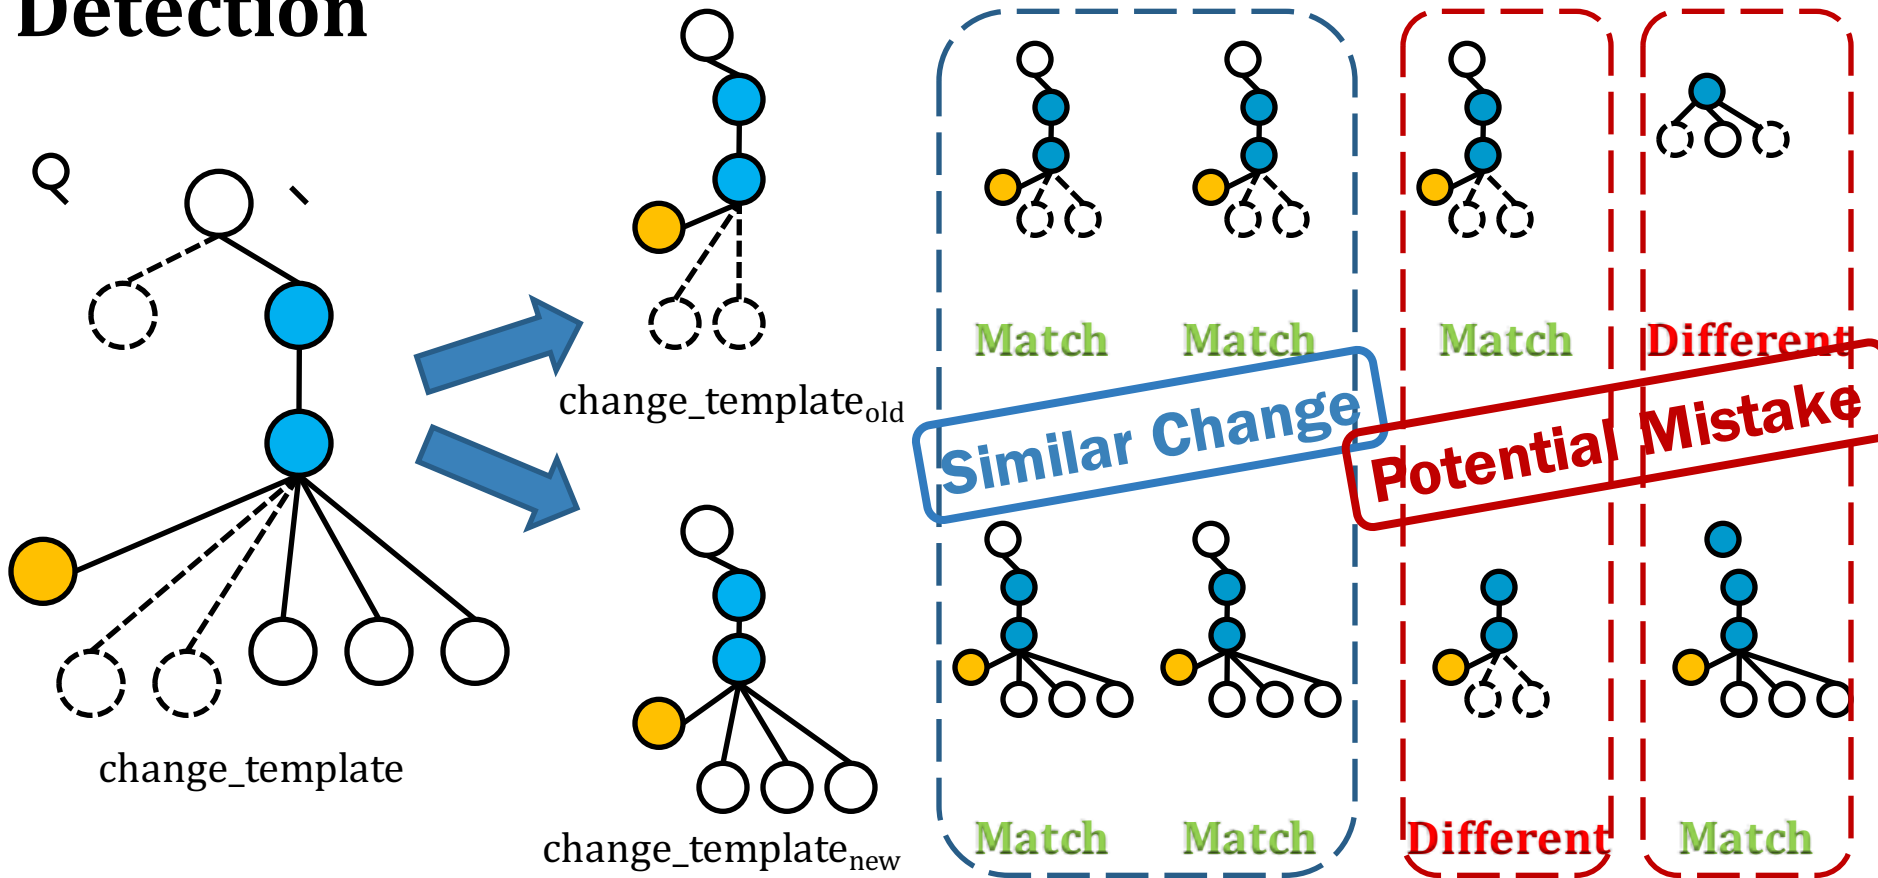 Detection
change_template
change_template_old
change_template_new
Match Match Match Different
Similar Change
Potential Mistake
Match Match Different Match